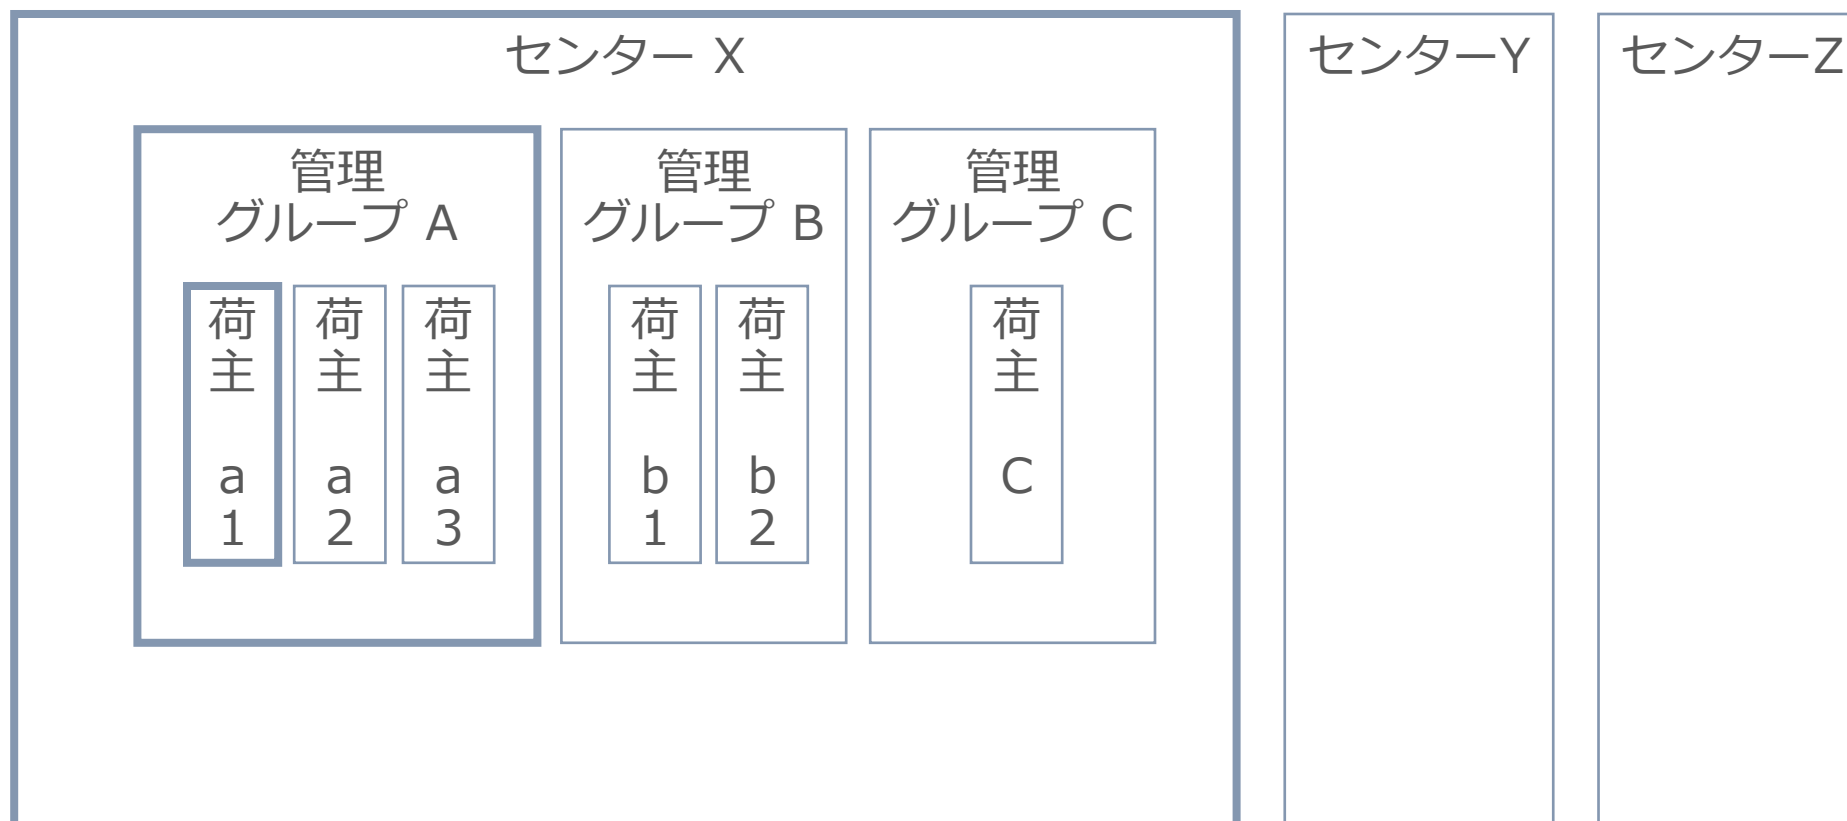 センター X
センターY
センターZ
管理
グループ A
管理
グループ B
管理
グループ C
荷
主
a
1
荷
主
a
2
荷
主
a
3
荷
主
b
1
荷
主
b
2
荷
主
C